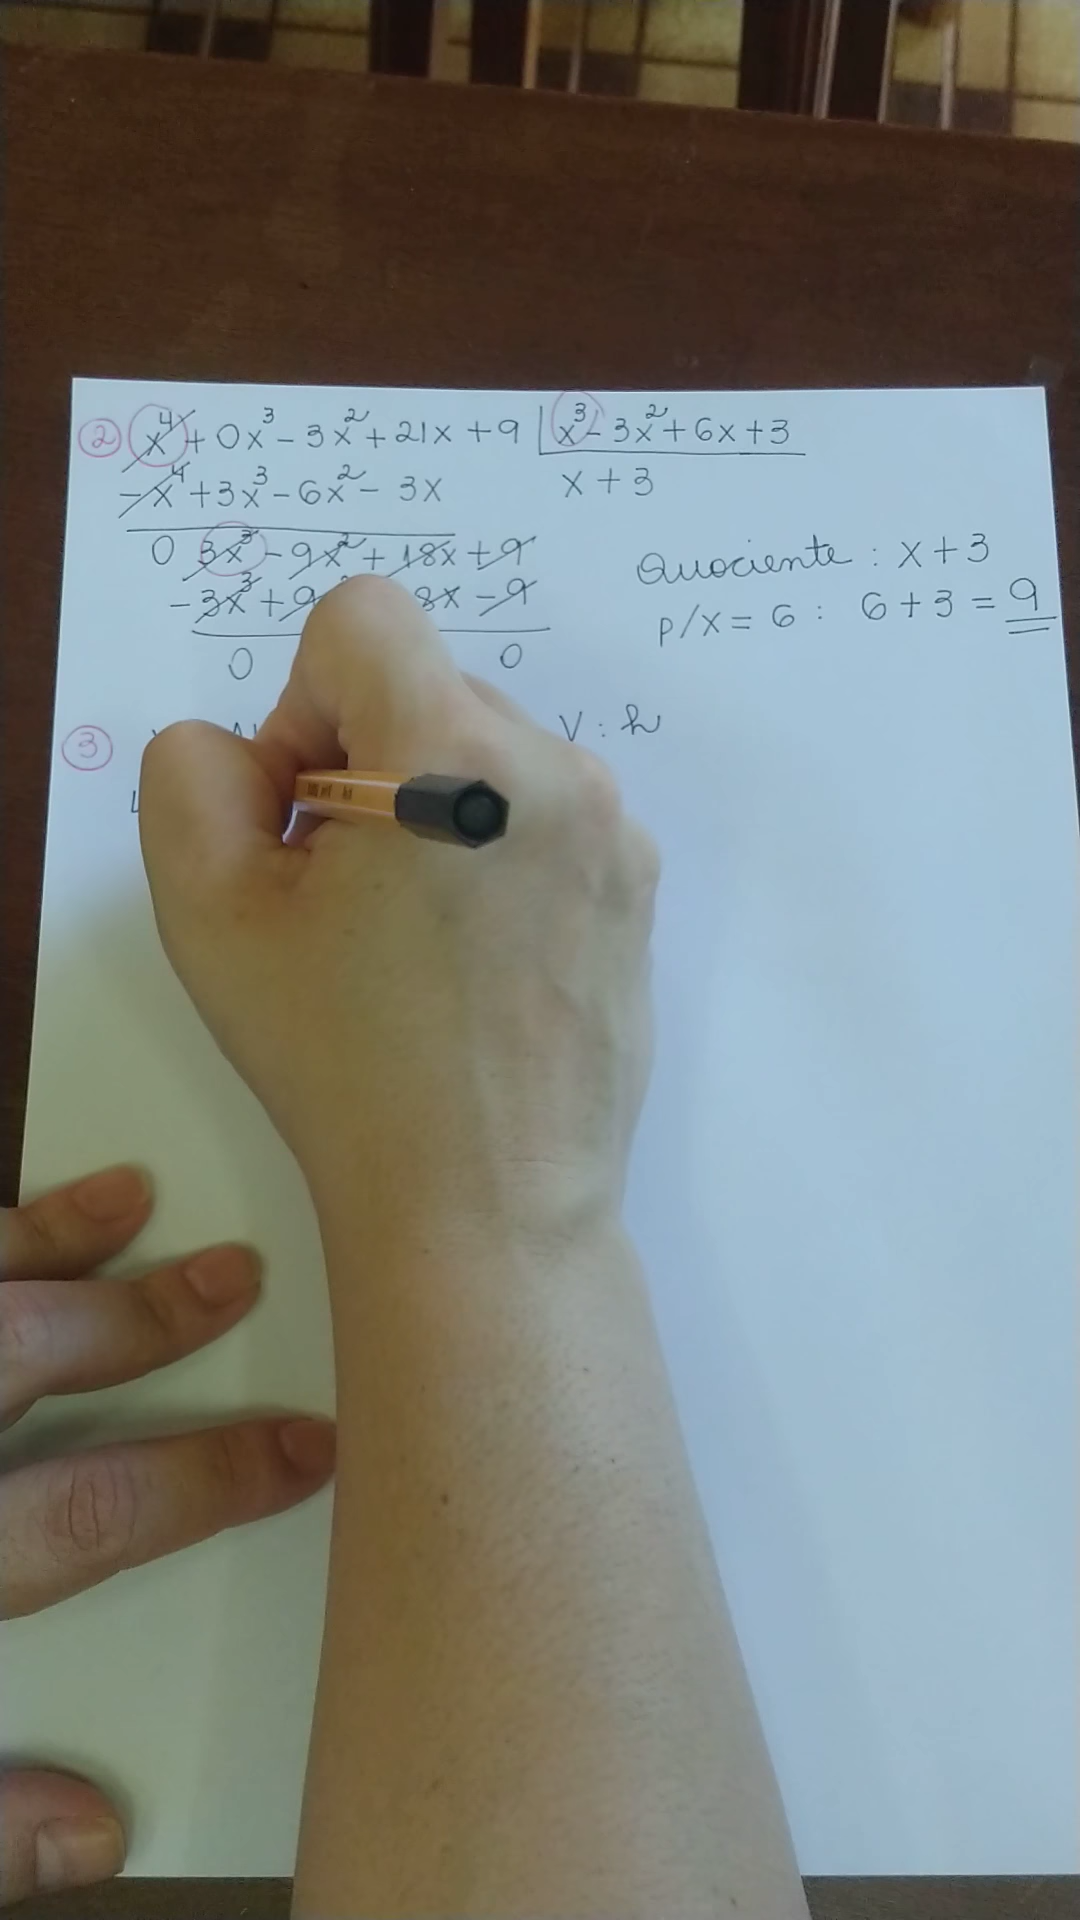 2 x⁴ + 0x³ - 3x² + 21x + 9 | x³ - 3x² + 6x + 3
-x⁴ + 3x³ - 6x² - 3x x + 3
0 3x³ - 9x² + 18x + 9 Quociente : x + 3
-3x³ + 9 8x - 9 p/x = 6 : 6 + 3 = 9
0 0
3 V : h